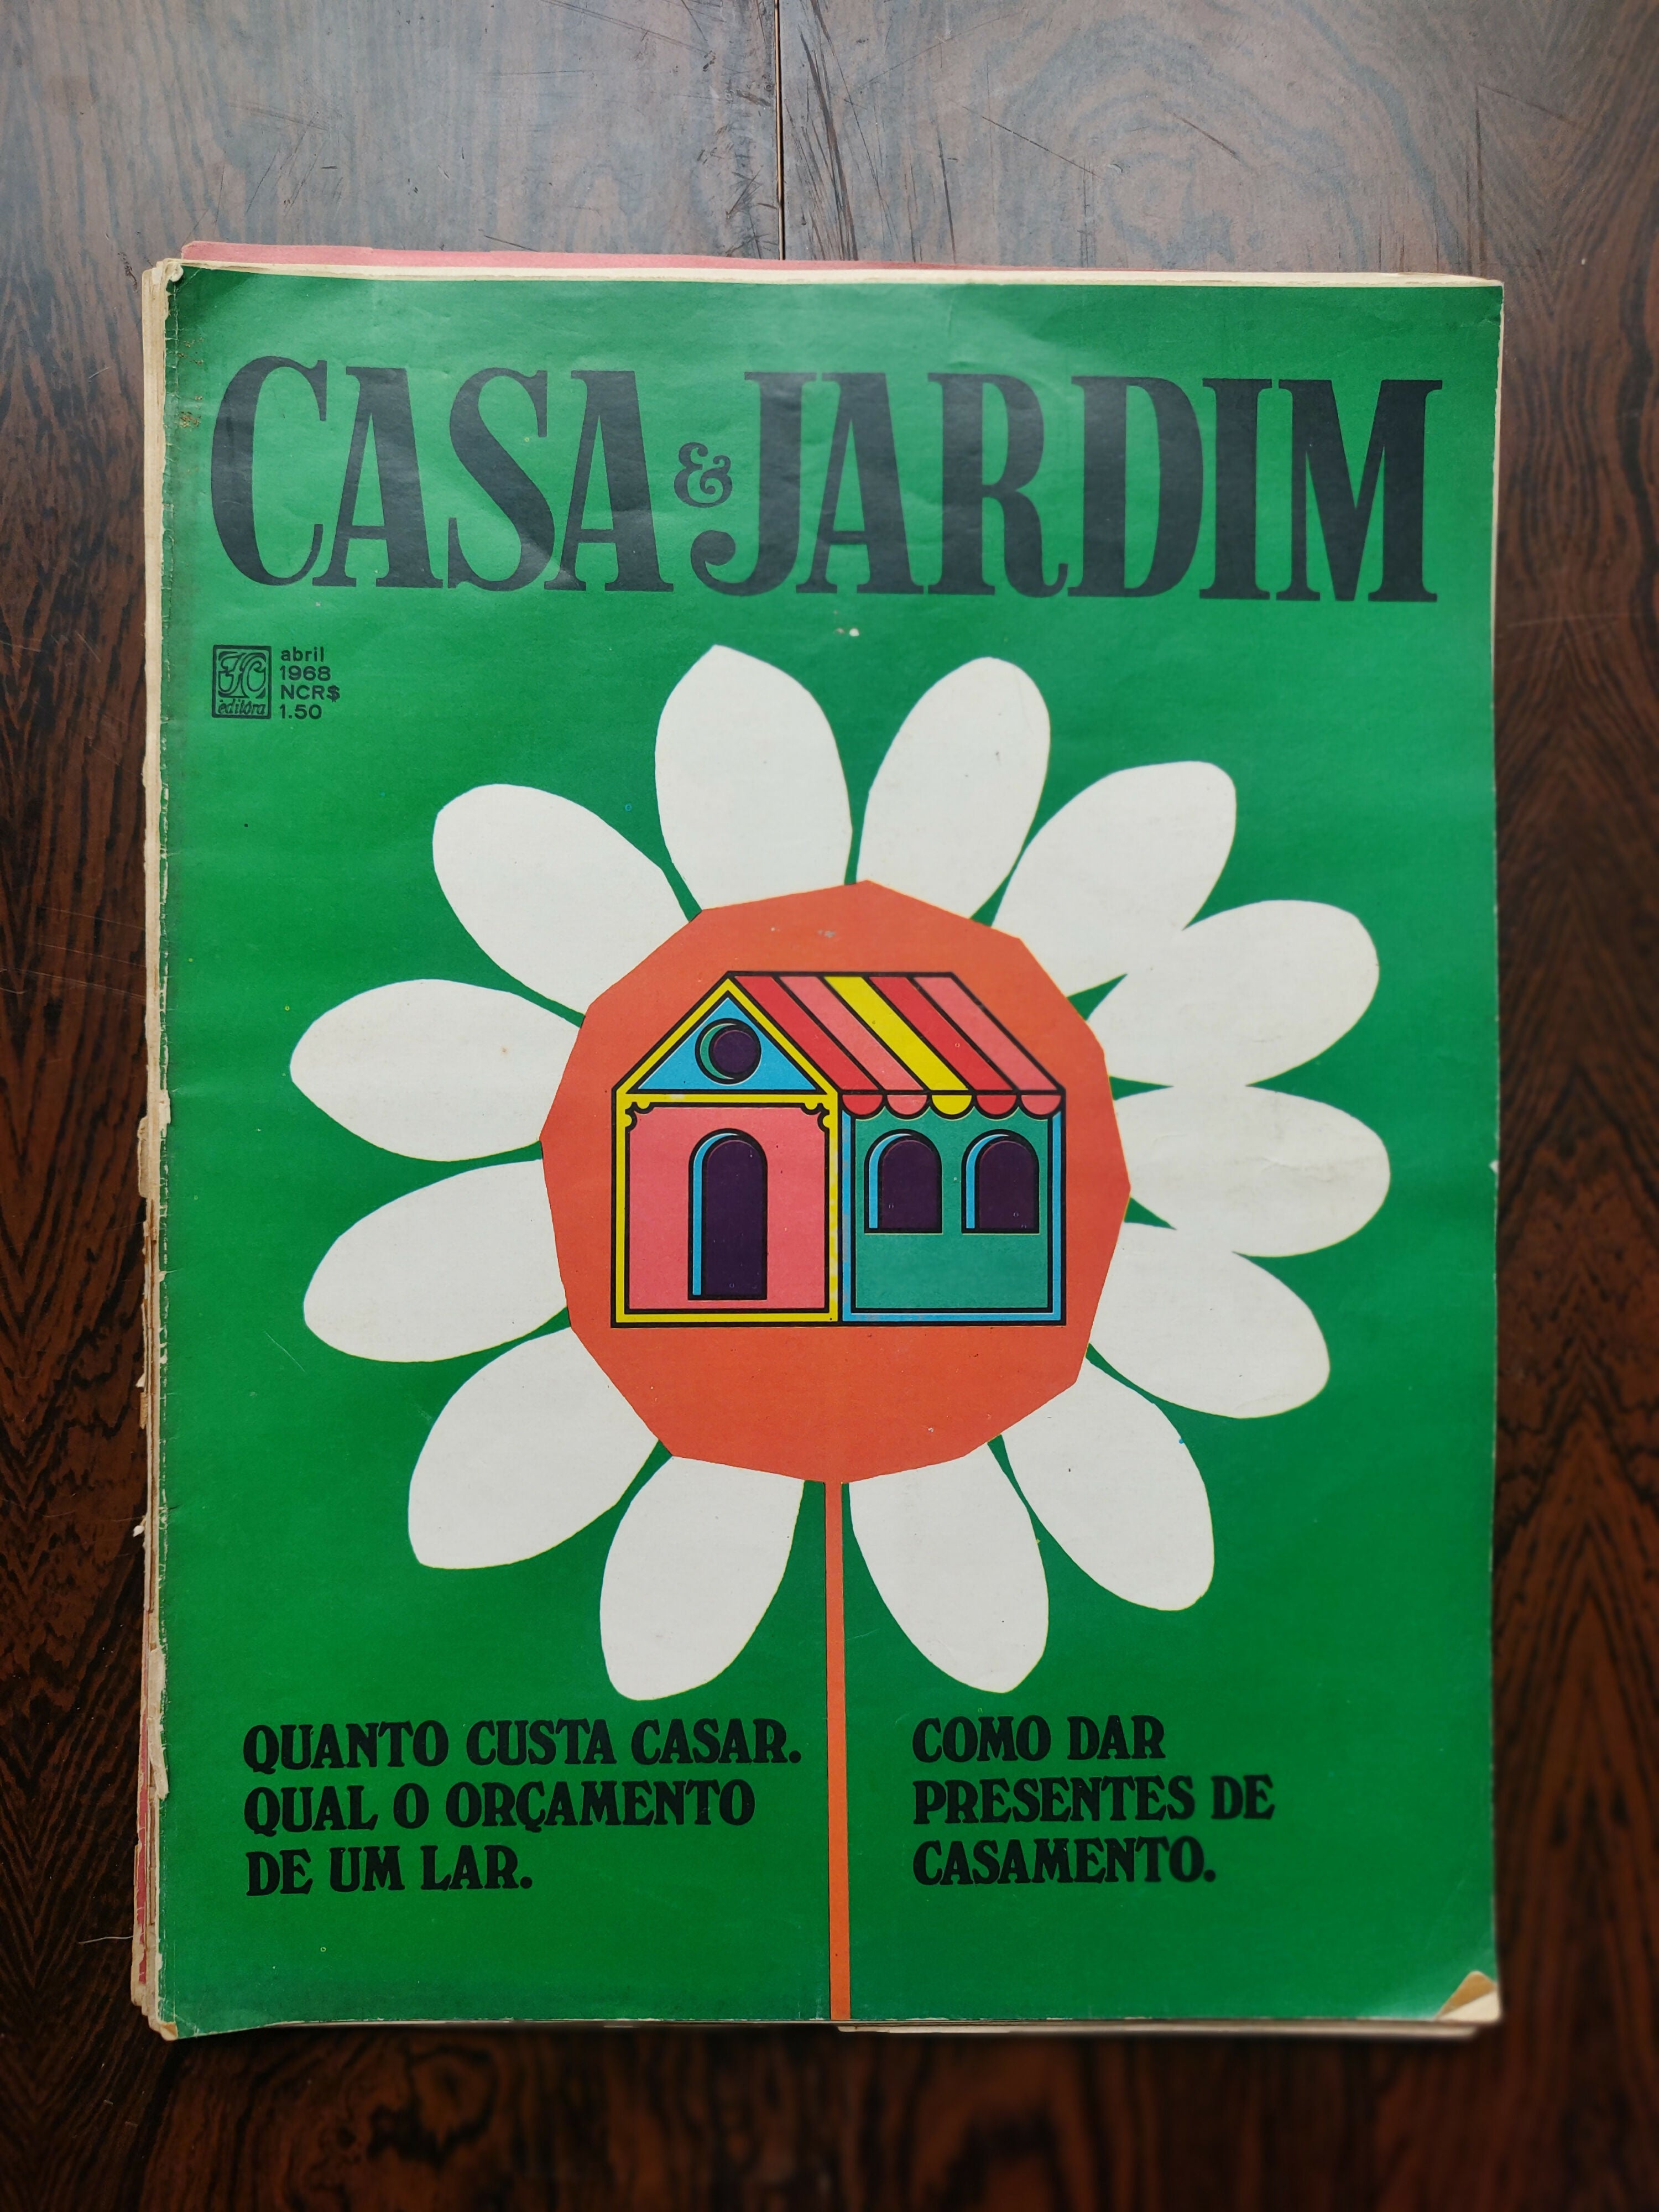 CASA & JARDIM
editôra
abril
1968
NCR$
1.50
QUANTO CUSTA CASAR.
QUAL O ORÇAMENTO
DE UM LAR.
COMO DAR
PRESENTES DE
CASAMENTO.